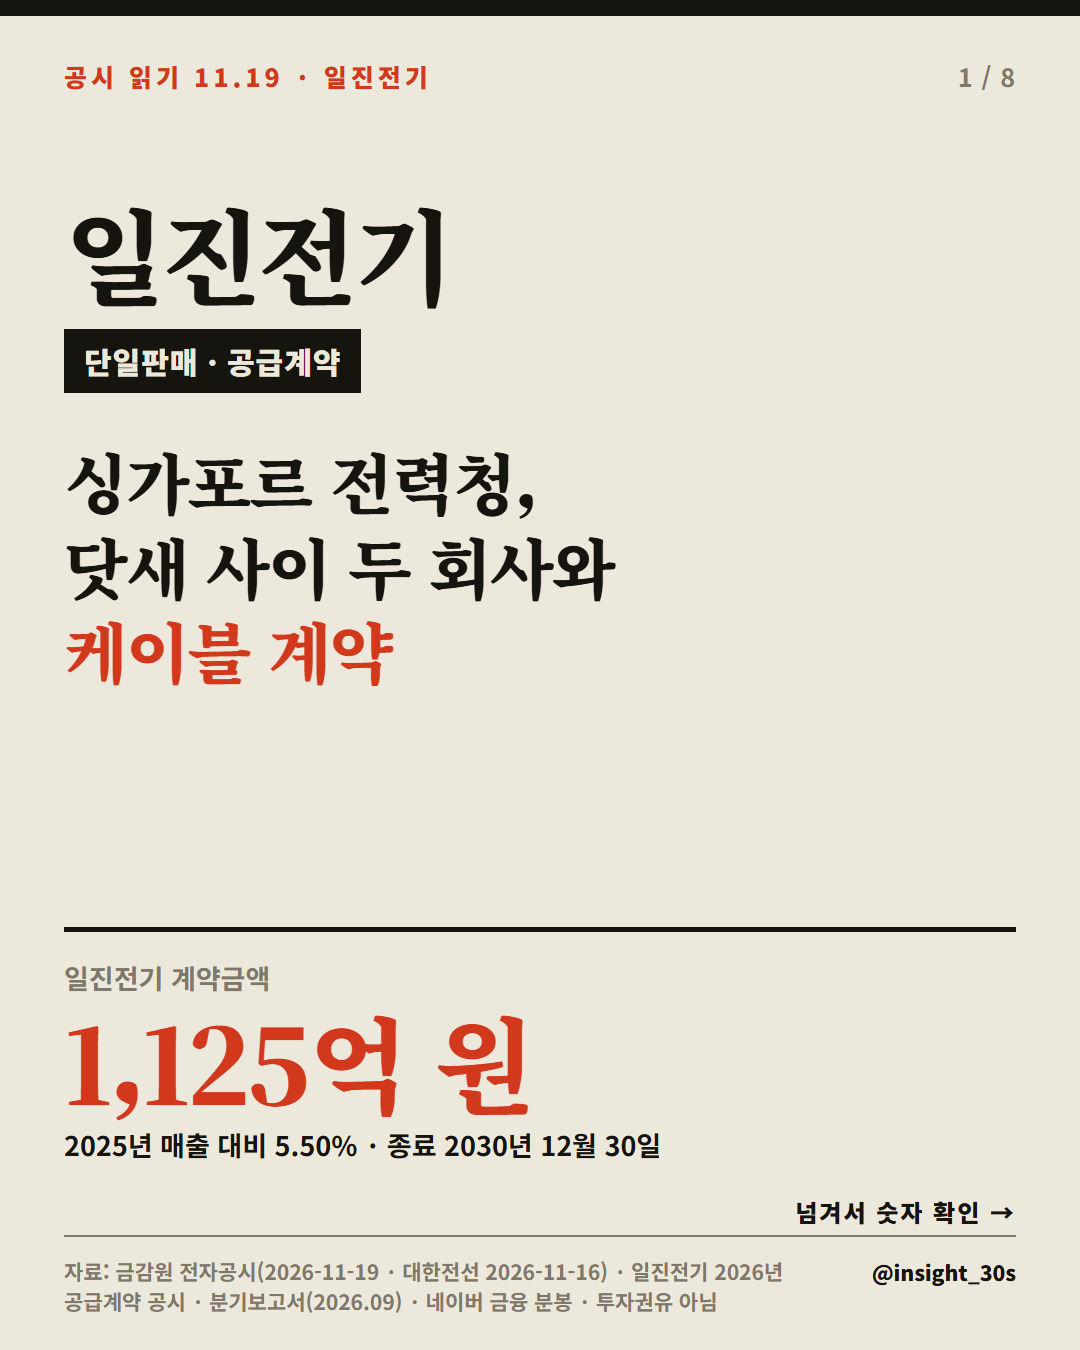 공시 읽기 11.19 · 일진전기
1 / 8
일진전기
단일판매 · 공급계약
싱가포르 전력청,
닷새 사이 두 회사와
케이블 계약
일진전기 계약금액
1,125억 원
2025년 매출 대비 5.50% · 종료 2030년 12월 30일
넘겨서 숫자 확인 →
자료: 금감원 전자공시(2026-11-19 · 대한전선 2026-11-16) · 일진전기 2026년
공급계약 공시 · 분기보고서(2026.09) · 네이버 금융 분봉 · 투자권유 아님
@insight_30s